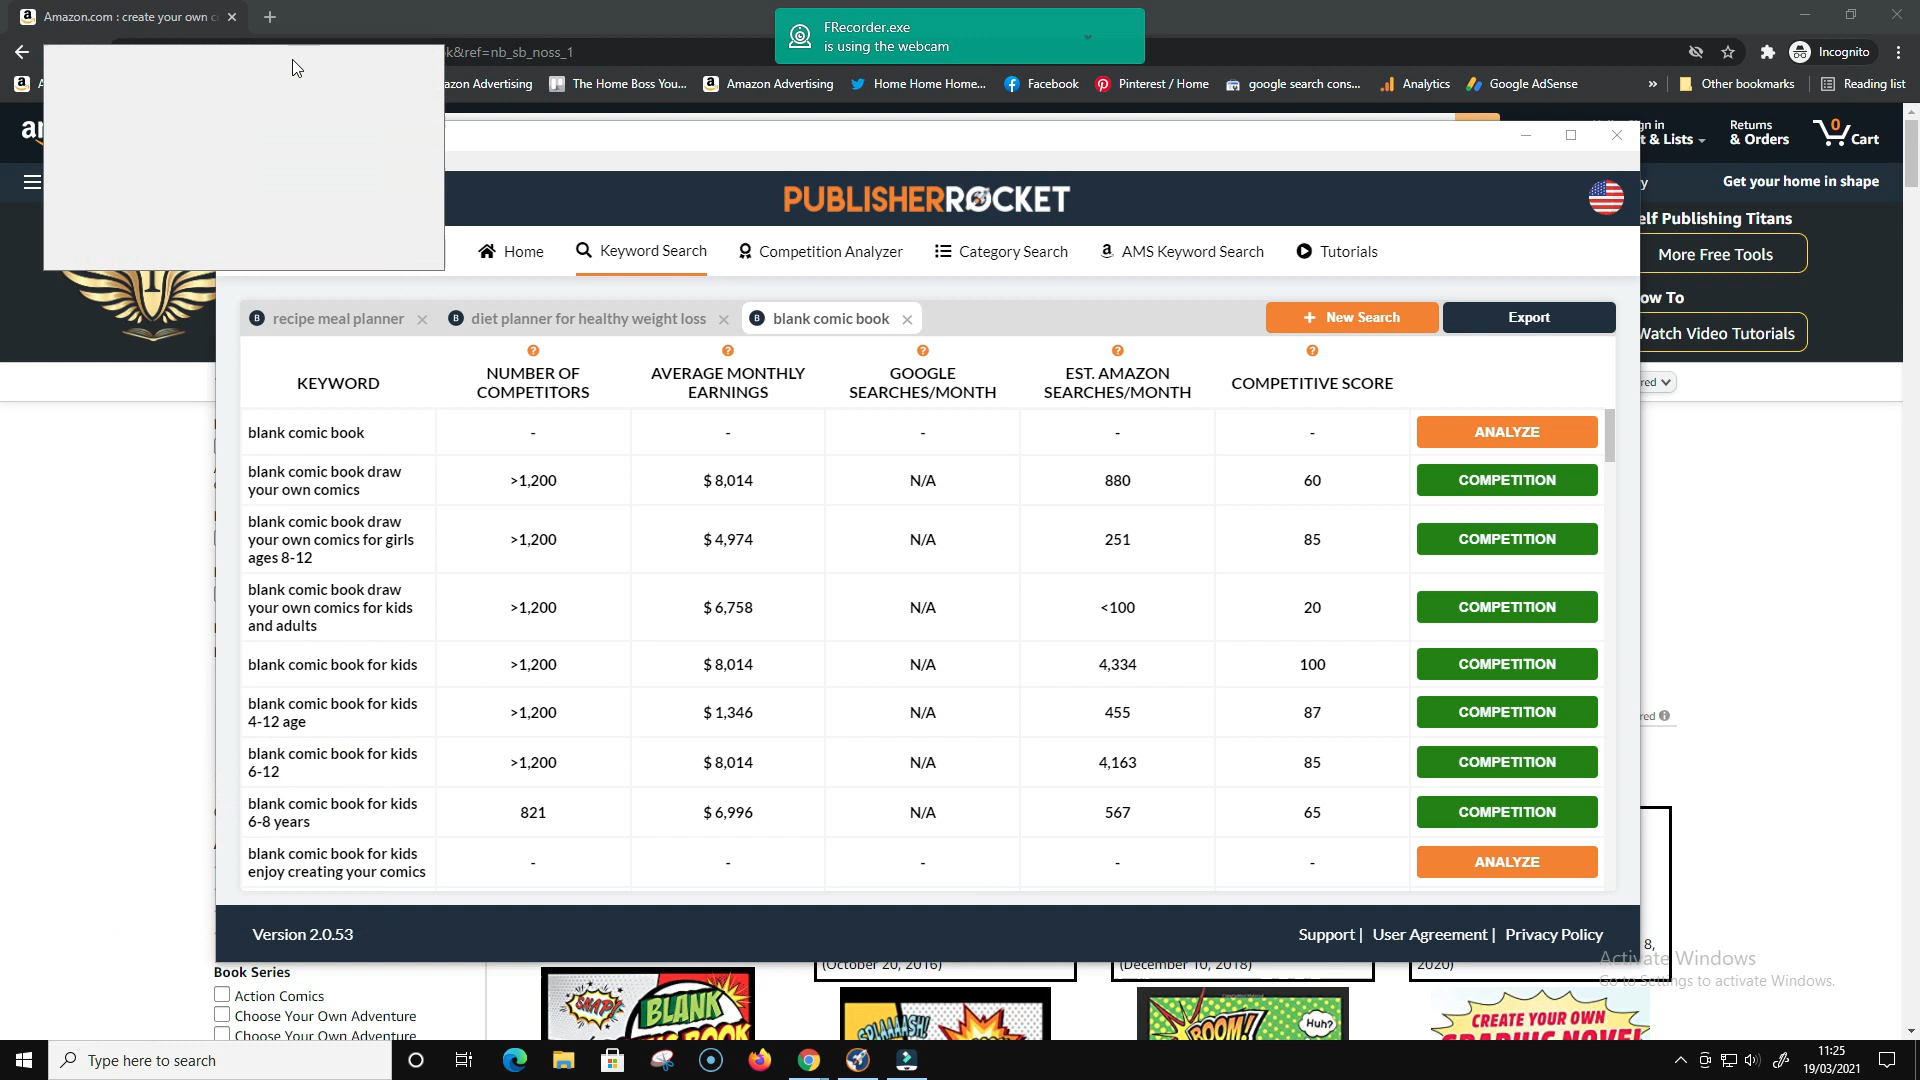 Amazon.com : create your own c
FRecorder.exe
is using the webcam
k&ref=nb_sb_noss_1
Incognito
azon Advertising
The Home Boss You...
Amazon Advertising
Home Home Home...
Facebook
Pinterest / Home
google search cons...
Analytics
Google AdSense
»
Other bookmarks
Reading list
gn in
t & Lists
Returns
& Orders
0
Cart
PUBLISHERROCKET
Get your home in shape
elf Publishing Titans
More Free Tools
ow To
Watch Video Tutorials
Home
Keyword Search
Competition Analyzer
Category Search
AMS Keyword Search
Tutorials
recipe meal planner
diet planner for healthy weight loss
blank comic book
+ New Search
Export
KEYWORD
NUMBER OF
COMPETITORS
AVERAGE MONTHLY
EARNINGS
GOOGLE
SEARCHES/MONTH
EST. AMAZON
SEARCHES/MONTH
COMPETITIVE SCORE
blank comic book
-
-
-
-
-
ANALYZE
blank comic book draw
your own comics
>1,200
$ 8,014
N/A
880
60
COMPETITION
blank comic book draw
your own comics for girls
ages 8-12
>1,200
$ 4,974
N/A
251
85
COMPETITION
blank comic book draw
your own comics for kids
and adults
>1,200
$ 6,758
N/A
<100
20
COMPETITION
blank comic book for kids
>1,200
$ 8,014
N/A
4,334
100
COMPETITION
blank comic book for kids
4-12 age
>1,200
$ 1,346
N/A
455
87
COMPETITION
blank comic book for kids
6-12
>1,200
$ 8,014
N/A
4,163
85
COMPETITION
blank comic book for kids
6-8 years
821
$ 6,996
N/A
567
65
COMPETITION
blank comic book for kids
enjoy creating your comics
-
-
-
-
-
ANALYZE
red
red
8,
Version 2.0.53
Support |
User Agreement |
Privacy Policy
Activate Windows
Go to Settings to activate Windows.
(October 20, 2016)
(December 10, 2018)
2020)
Book Series
Action Comics
Choose Your Own Adventure
Choose Your Own Adventure
SNAP!
BLANK
SPLAAASH!
BOOM!
Huh?
CREATE YOUR OWN
GRAPHIC NOVEL
Type here to search
11:25
19/03/2021